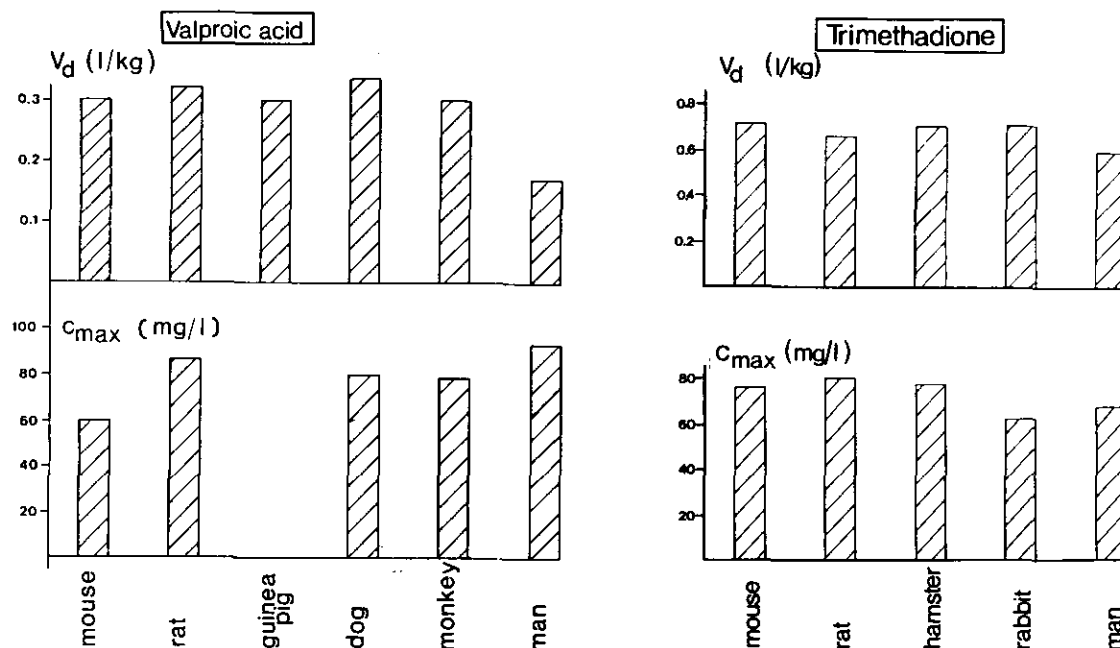 Valproic acid
Vd (l/kg)
0.3
0.2
0.1
cmax (mg/l)
100
80
60
40
20
mouse
rat
guinea
pig
dog
monkey
man
Trimethadione
Vd (l/kg)
0.8
0.6
0.4
0.2
Cmax (mg/l)
80
60
40
20
mouse
rat
hamster
rabbit
man